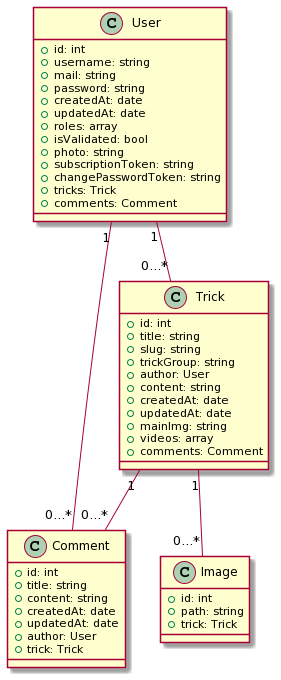 C User
id: int
username: string
mail: string
password: string
createdAt: date
updatedAt: date
roles: array
isValidated: bool
photo: string
subscriptionToken: string
changePasswordToken: string
tricks: Trick
comments: Comment
1 1
0...*
C Trick
id: int
title: string
slug: string
trickGroup: string
author: User
content: string
createdAt: date
updatedAt: date
mainImg: string
videos: array
comments: Comment
1 1
0...* 0...*
0...*
C Comment
id: int
title: string
content: string
createdAt: date
updatedAt: date
author: User
trick: Trick
C Image
id: int
path: string
trick: Trick